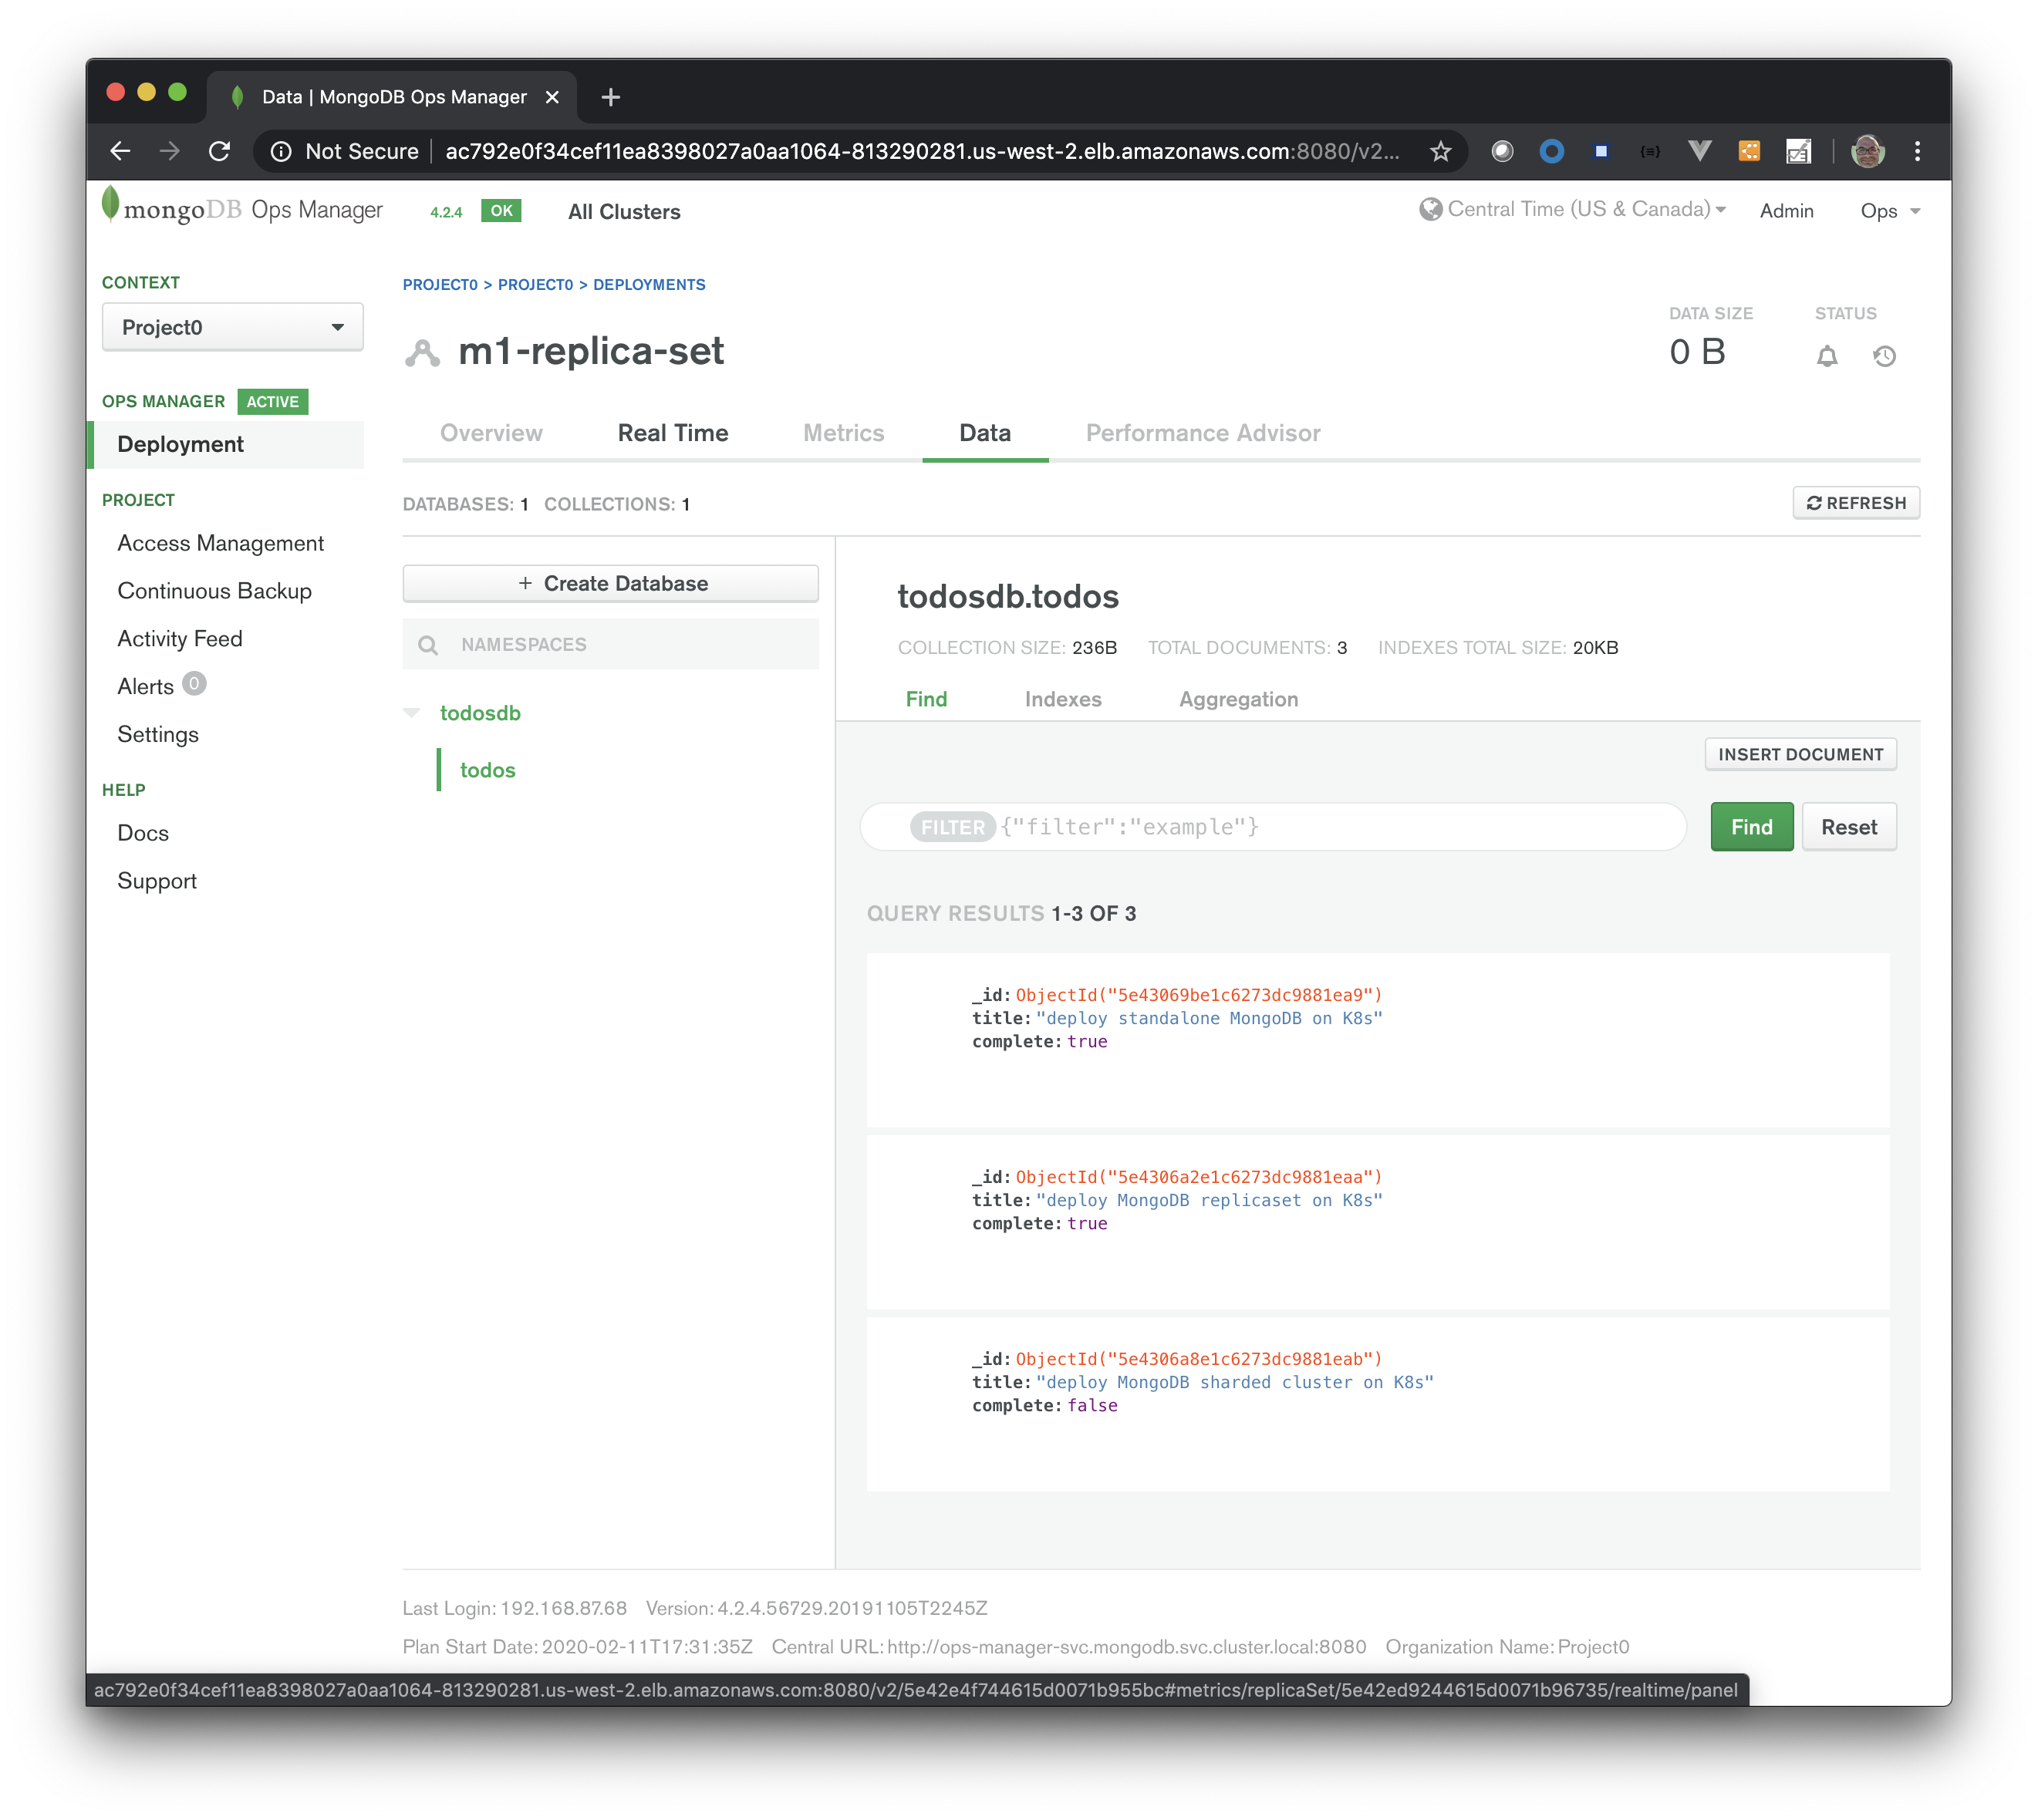 Data | MongoDB Ops Manager
Not Secure ac792e0f34cef11ea8398027a0aa1064-813290281.us-west-2.elb.amazonaws.com:8080/v2...
mongoDB Ops Manager 4.2.4 OK All Clusters Central Time (US & Canada) Admin Ops
CONTEXT
Project0
OPS MANAGER ACTIVE
Deployment
PROJECT
Access Management
Continuous Backup
Activity Feed
Alerts 0
Settings
HELP
Docs
Support
PROJECT0 > PROJECT0 > DEPLOYMENTS
m1-replica-set
DATA SIZE
0 B
STATUS
Overview Real Time Metrics Data Performance Advisor
DATABASES: 1 COLLECTIONS: 1
REFRESH
+ Create Database
NAMESPACES
todosdb
todos
todosdb.todos
COLLECTION SIZE: 236B TOTAL DOCUMENTS: 3 INDEXES TOTAL SIZE: 20KB
Find Indexes Aggregation
INSERT DOCUMENT
FILTER {"filter":"example"}
Find Reset
QUERY RESULTS 1-3 OF 3
_id: ObjectId("5e43069be1c6273dc9881ea9")
title: "deploy standalone MongoDB on K8s"
complete: true
_id: ObjectId("5e4306a2e1c6273dc9881eaa")
title: "deploy MongoDB replicaset on K8s"
complete: true
_id: ObjectId("5e4306a8e1c6273dc9881eab")
title: "deploy MongoDB sharded cluster on K8s"
complete: false
Last Login: 192.168.87.68 Version: 4.2.4.56729.20191105T2245Z
Plan Start Date: 2020-02-11T17:31:35Z Central URL: http://ops-manager-svc.mongodb.svc.cluster.local:8080 Organization Name: Project0
ac792e0f34cef11ea8398027a0aa1064-813290281.us-west-2.elb.amazonaws.com:8080/v2/5e42e4f744615d0071b955bc#metrics/replicaSet/5e42ed9244615d0071b96735/realtime/panel